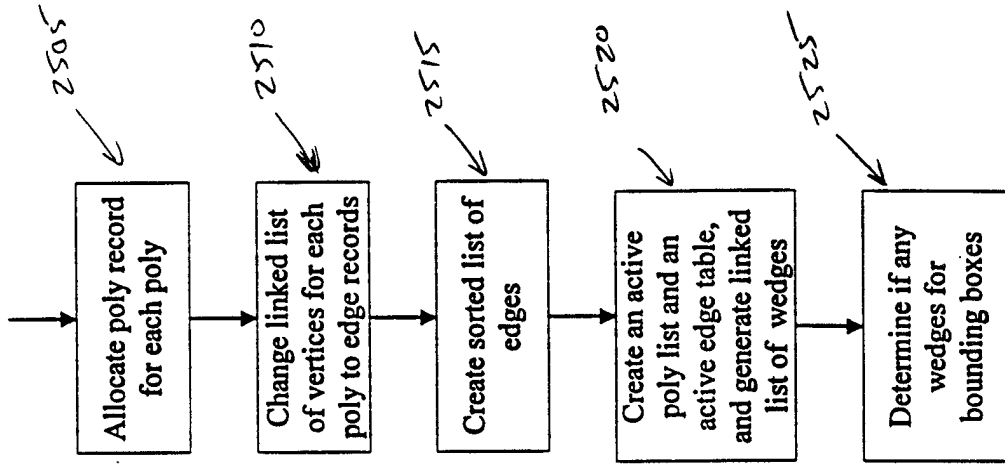 Allocate poly record
for each poly
2505
Change linked list
of vertices for each
poly to edge records
2510
Create sorted list of
edges
2515
Create an active
poly list and an
active edge table,
and generate linked
list of wedges
2520
Determine if any
wedges for
bounding boxes
2525